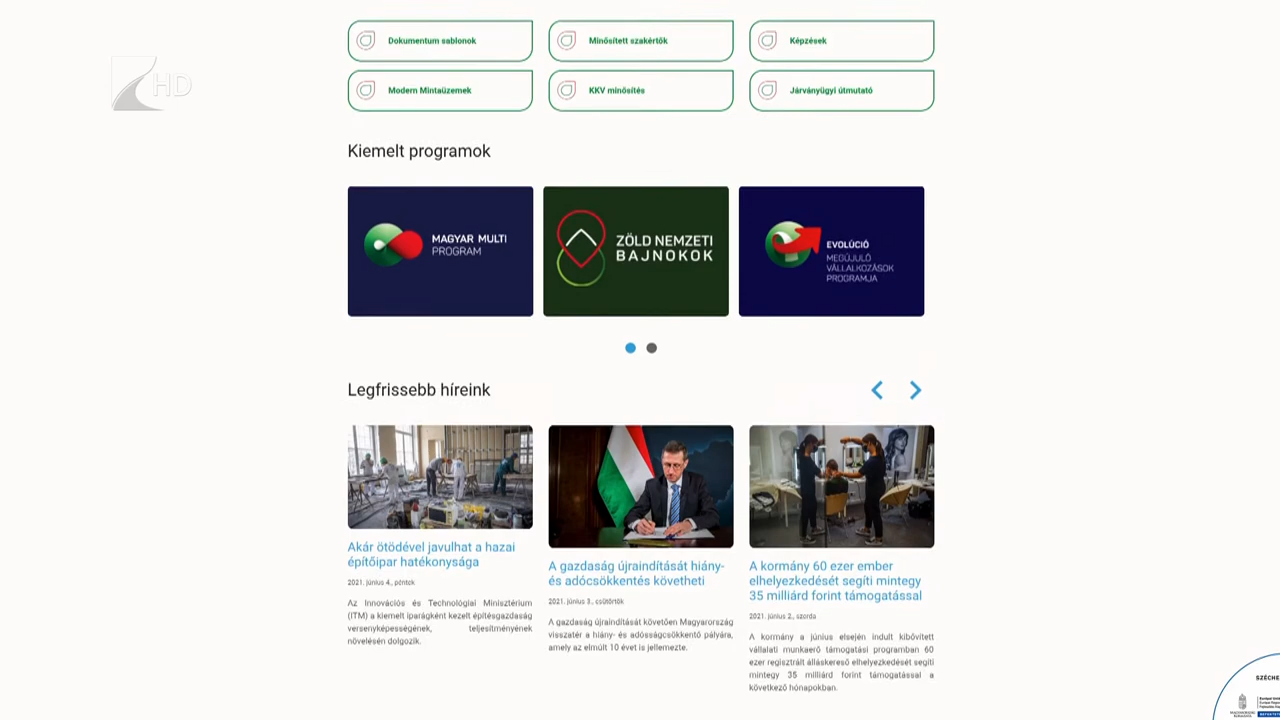 Dokumentum sablonok
Minősített szakértők
Képzések
HD
Modern Mintaüzemek
KKV minősítés
Járványügyi útmutató
Kiemelt programok
MAGYAR MULTI
PROGRAM
ZÖLD NEMZETI
BAJNOKOK
EVOLÚCIÓ
MEGÚJULÓ
VÁLLALKOZÁSOK
PROGRAMJA
Legfrissebb híreink
Akár ötödével javulhat a hazai
építőipar hatékonysága
2021. június 4., péntek
Az Innovációs és Technológiai Minisztérium
(ITM) a kiemelt iparágként kezelt építésgazdaság
versenyképességének, teljesítményének
növelésén dolgozik.
A gazdaság újraindítását hiány-
és adócsökkentés követheti
2021. június 3., csütörtök
A gazdaság újraindítását követően Magyarország
visszatér a hiány- és adósságcsökkentő pályára,
amely az elmúlt 10 évet is jellemezte.
A kormány 60 ezer ember
elhelyezkedését segíti mintegy
35 milliárd forint támogatással
2021. június 2., szerda
A kormány a június elsején indult kibővített
vállalati munkaerő támogatási programban 60
ezer regisztrált álláskereső elhelyezkedését segíti
mintegy 35 milliárd forint támogatással a
következő hónapokban.
SZÉCHE